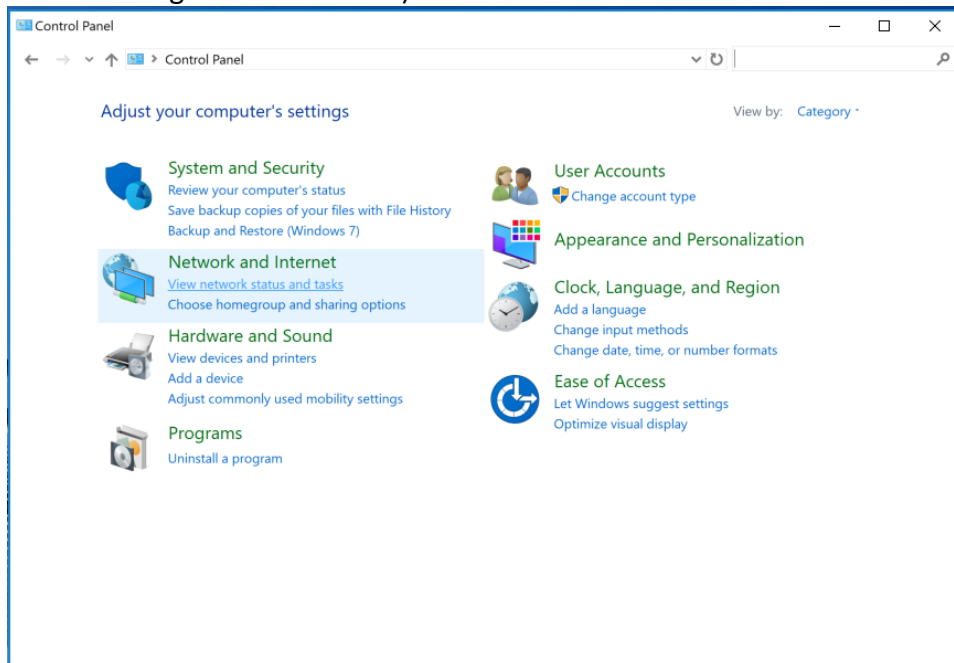 Control Panel
Control Panel
Adjust your computer's settings
View by: Category
System and Security
Review your computer's status
Save backup copies of your files with File History
Backup and Restore (Windows 7)
Network and Internet
View network status and tasks
Choose homegroup and sharing options
Hardware and Sound
View devices and printers
Add a device
Adjust commonly used mobility settings
Programs
Uninstall a program
User Accounts
Change account type
Appearance and Personalization
Clock, Language, and Region
Add a language
Change input methods
Change date, time, or number formats
Ease of Access
Let Windows suggest settings
Optimize visual display